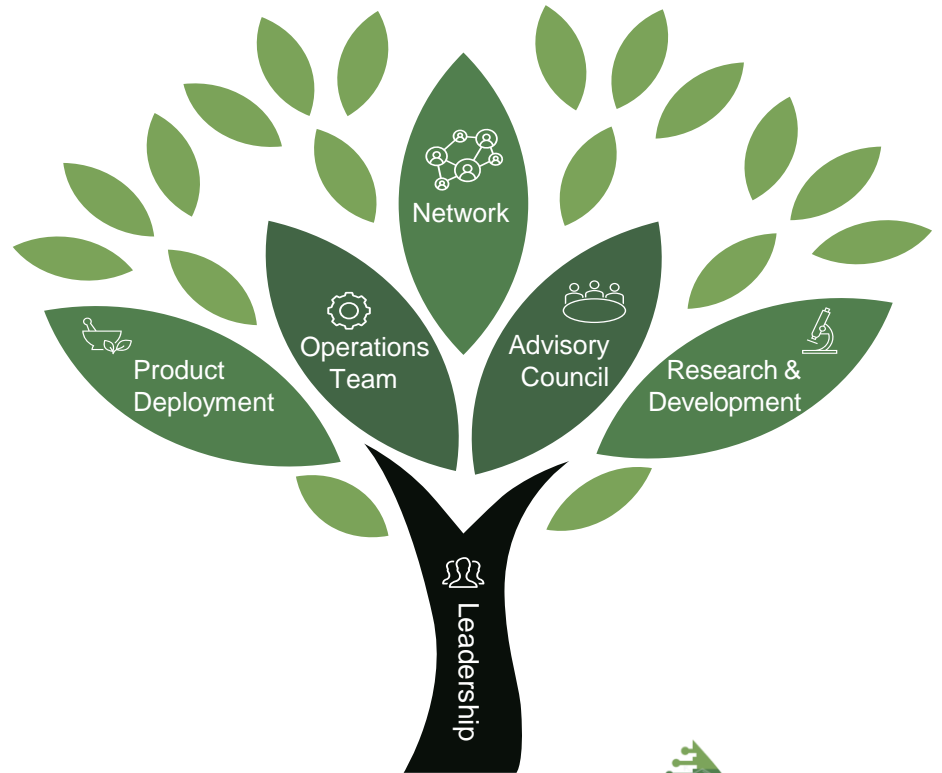 Network
Operations
Team
Advisory
Council
Product
Deployment
Research &
Development
Leadership